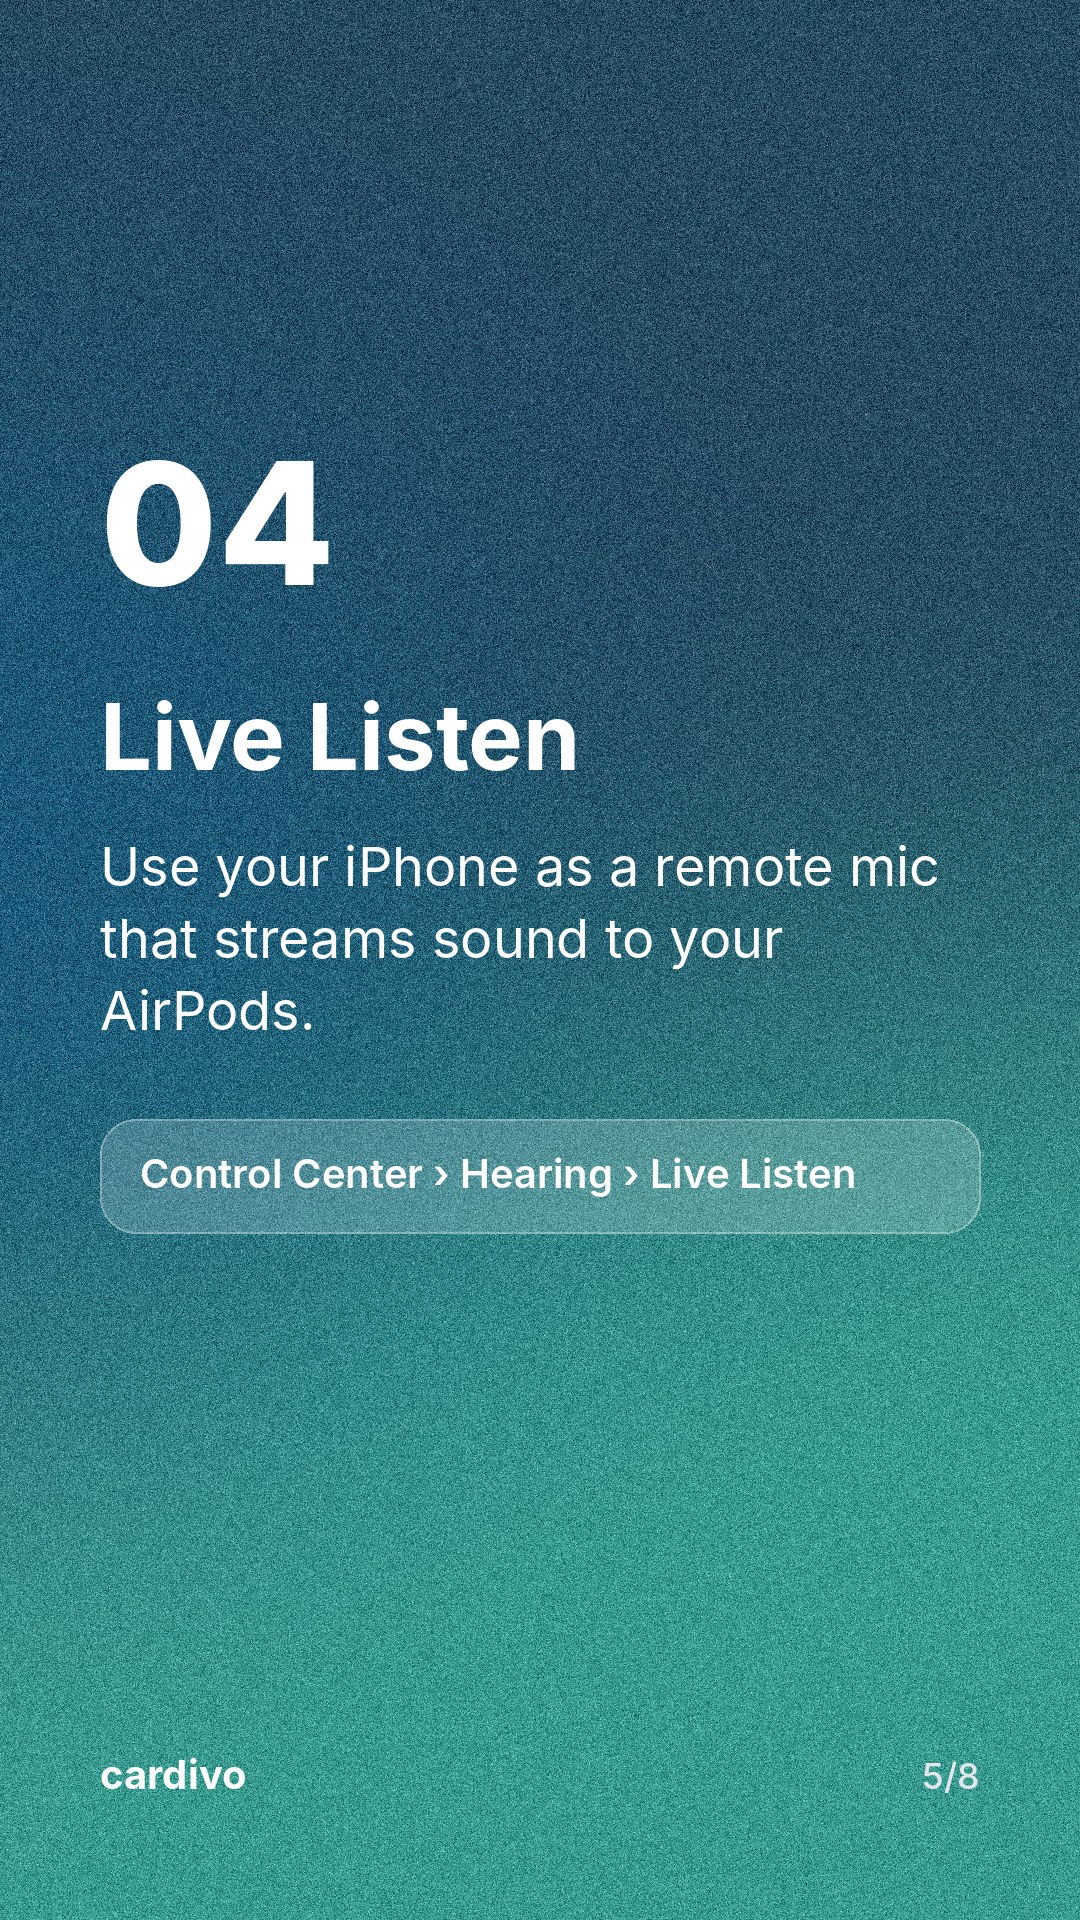 04
Live Listen
Use your iPhone as a remote mic
that streams sound to your
AirPods.
Control Center › Hearing › Live Listen
cardivo
5/8